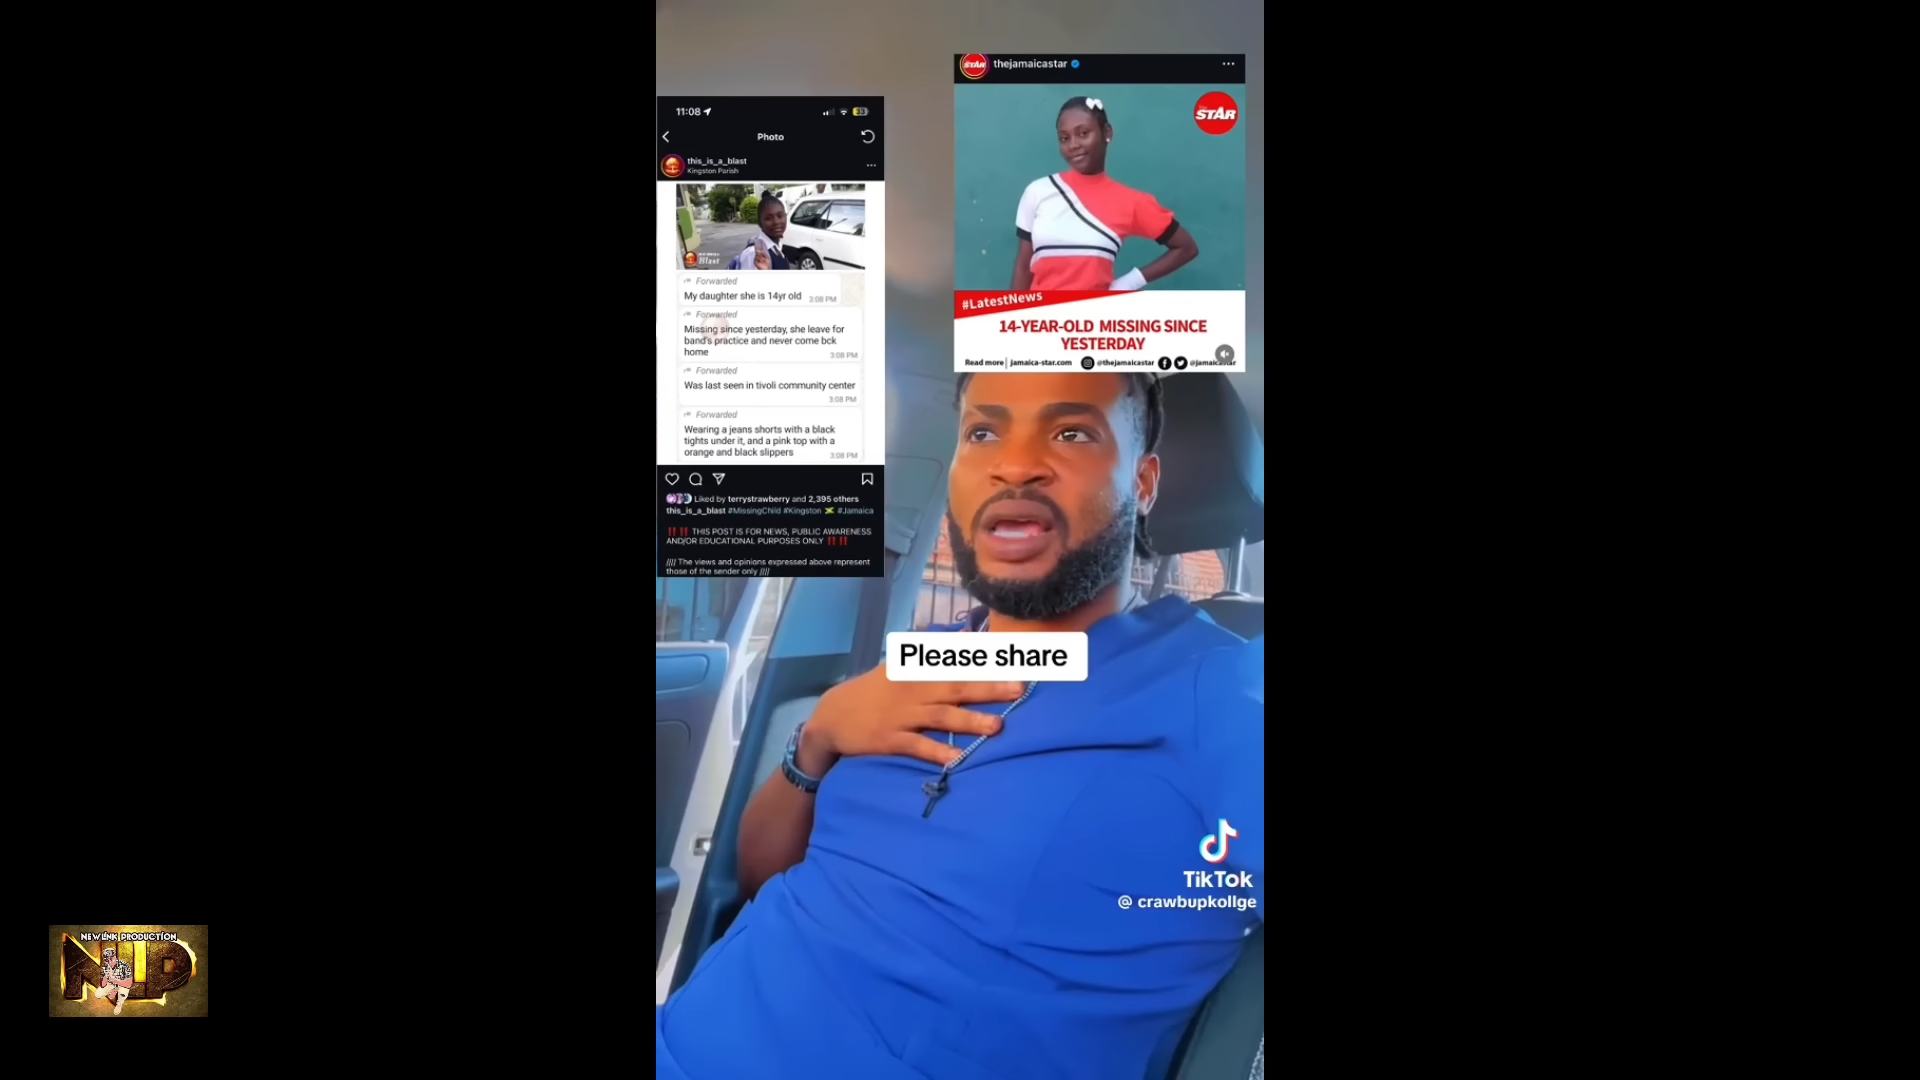 11:08
33
Photo
this_is_a_blast
Kingston Parish
Blast
Forwarded
My daughter she is 14yr old 3:08 PM
Forwarded
Missing since yesterday, she leave for
band's practice and never come bck
home
3:08 PM
Forwarded
Was last seen in tivoli community center
3:08 PM
Forwarded
Wearing a jeans shorts with a black
tights under it, and a pink top with a
orange and black slippers
3:08 PM
Liked by terrystrawberry and 2,395 others
this_is_a_blast #MissingChild #Kingston #Jamaica
‼️‼️ THIS POST IS FOR NEWS, PUBLIC AWARENESS
AND/OR EDUCATIONAL PURPOSES ONLY ‼️‼️
//// The views and opinions expressed above represent
those of the sender only ////
STAR
thejamaicastar
STAR
#LatestNews
14-YEAR-OLD MISSING SINCE
YESTERDAY
Read more | jamaica-star.com @thejamaicastar @jamaicastar
Please share
TikTok
@ crawbupkollge
NEWLINK PRODUCTION
NLP